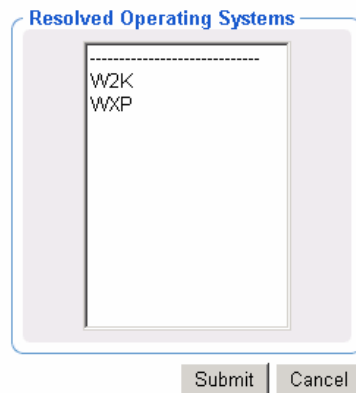 Resolved Operating Systems
----------------------------
W2K
WXP
Submit
Cancel